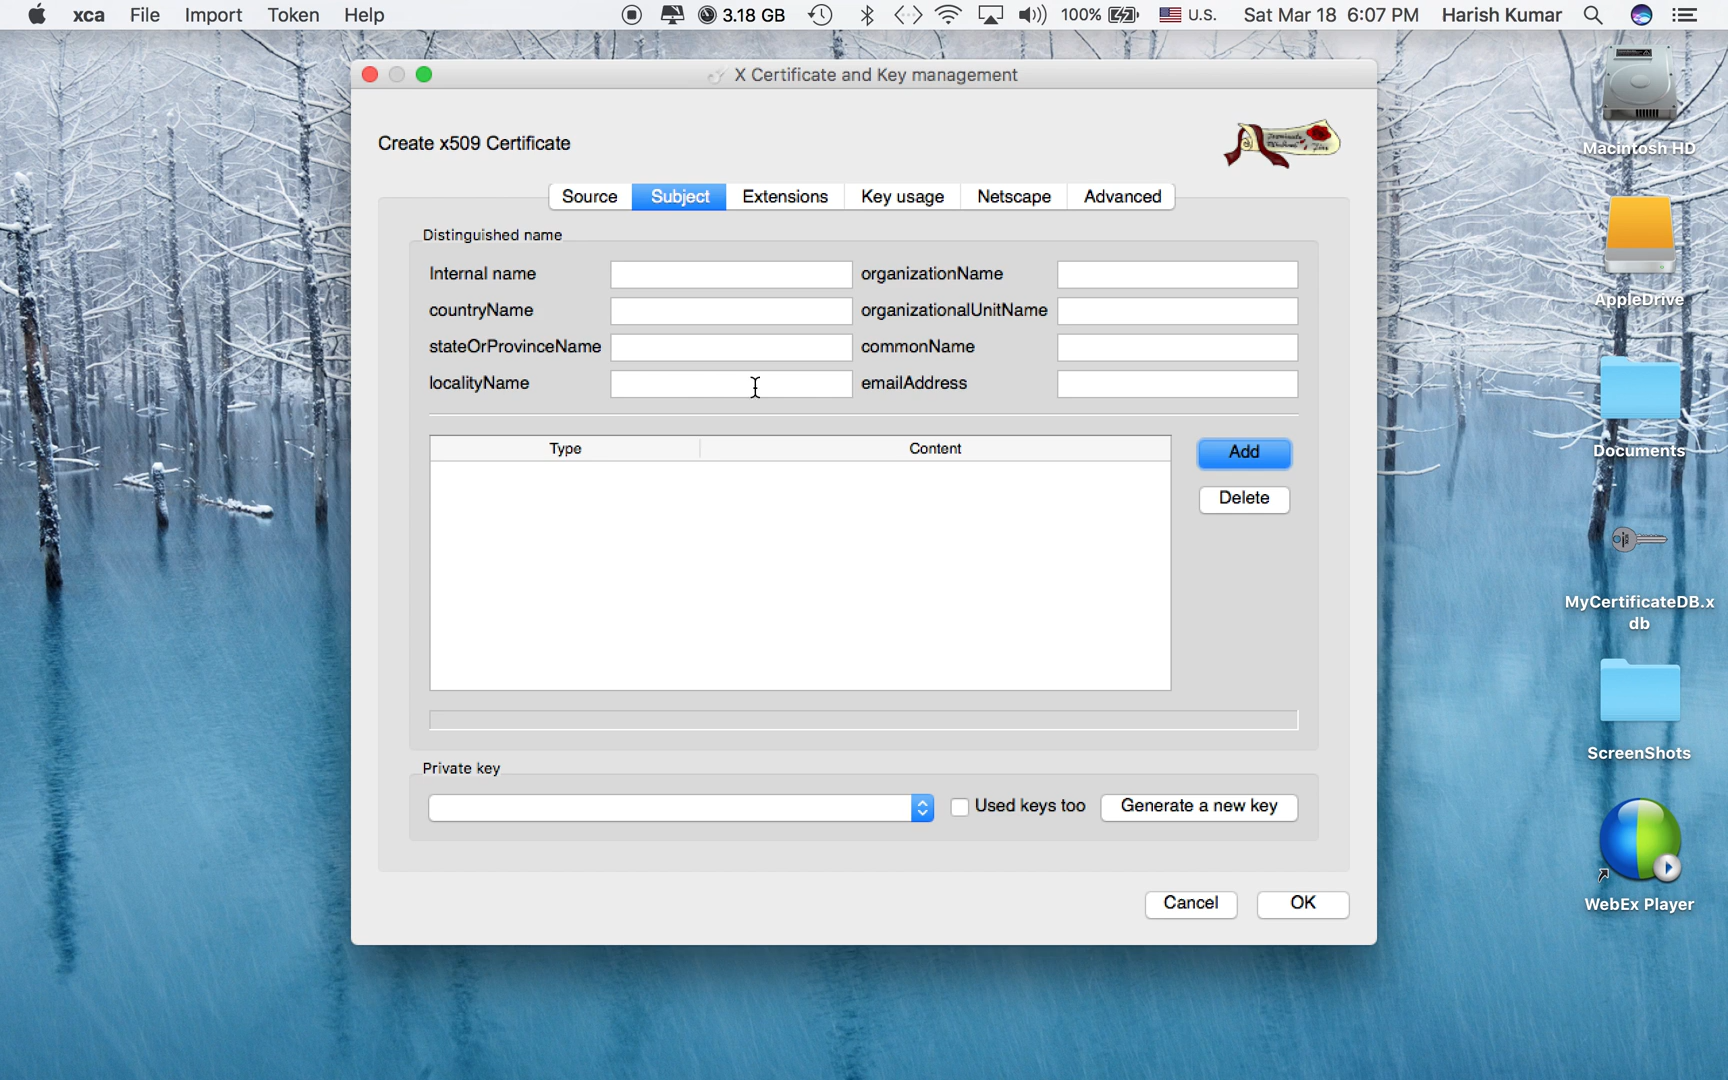 xca File Import Token Help 3.18 GB 100% U.S. Sat Mar 18 6:07 PM Harish Kumar
X Certificate and Key management
Create x509 Certificate
Source Subject Extensions Key usage Netscape Advanced
Distinguished name
Internal name organizationName
countryName organizationalUnitName
stateOrProvinceName commonName
localityName emailAddress
Type Content
Add
Delete
Private key
Used keys too Generate a new key
Cancel OK
Macintosh HD
AppleDrive
Documents
MyCertificateDB.x
db
ScreenShots
WebEx Player